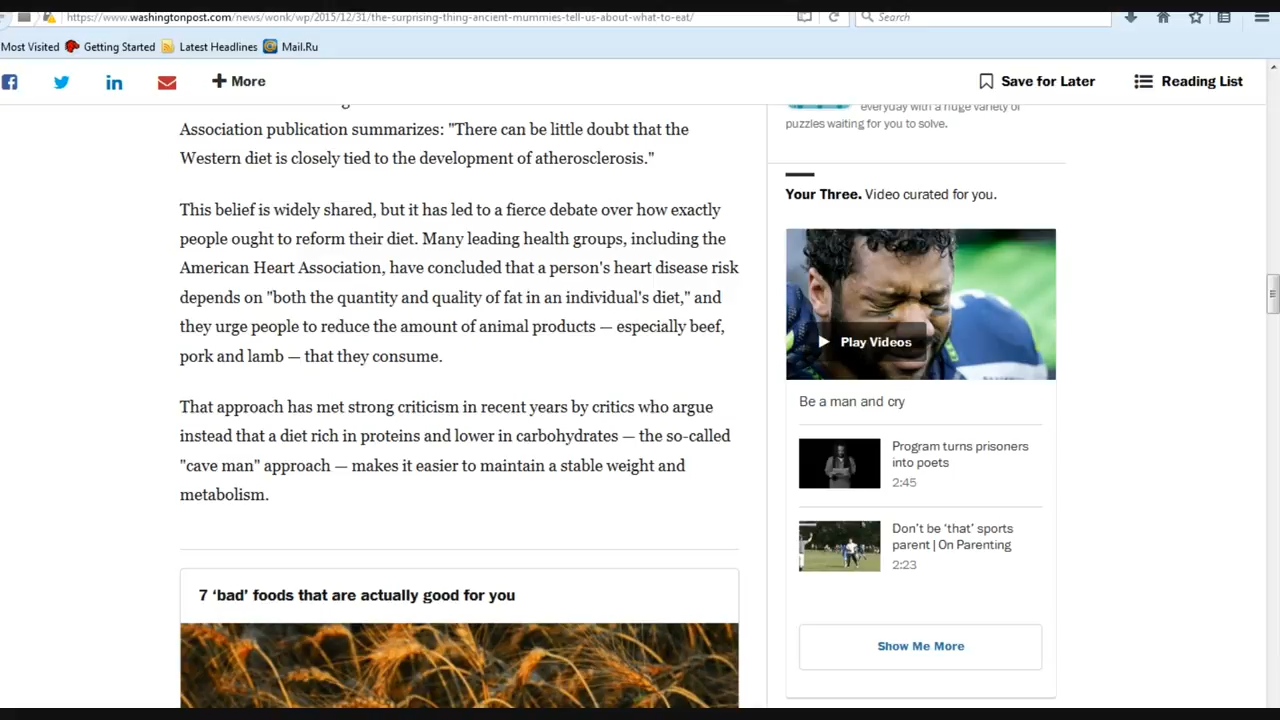 https://www.washingtonpost.com/news/wonk/wp/2015/12/31/the-surprising-thing-ancient-mummies-tell-us-about-what-to-eat/
Search
Most Visited
Getting Started
Latest Headlines
Mail.Ru
More
Save for Later
Reading List
Association publication summarizes: "There can be little doubt that the
Western diet is closely tied to the development of atherosclerosis."
This belief is widely shared, but it has led to a fierce debate over how exactly
people ought to reform their diet. Many leading health groups, including the
American Heart Association, have concluded that a person's heart disease risk
depends on "both the quantity and quality of fat in an individual's diet," and
they urge people to reduce the amount of animal products — especially beef,
pork and lamb — that they consume.
That approach has met strong criticism in recent years by critics who argue
instead that a diet rich in proteins and lower in carbohydrates — the so-called
"cave man" approach — makes it easier to maintain a stable weight and
metabolism.
7 ‘bad’ foods that are actually good for you
everyday with a huge variety of
puzzles waiting for you to solve.
Your Three. Video curated for you.
Play Videos
Be a man and cry
Program turns prisoners
into poets
2:45
Don't be ‘that’ sports
parent | On Parenting
2:23
Show Me More